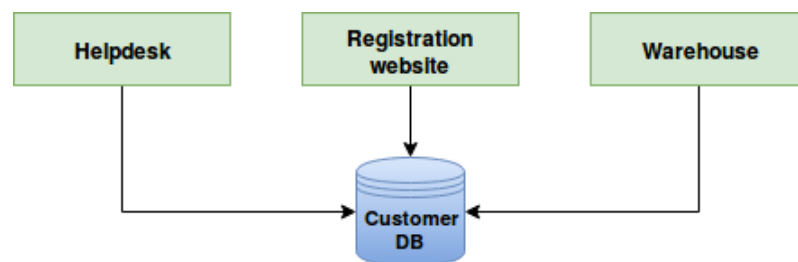 Helpdesk
Registration
website
Warehouse
Customer
DB